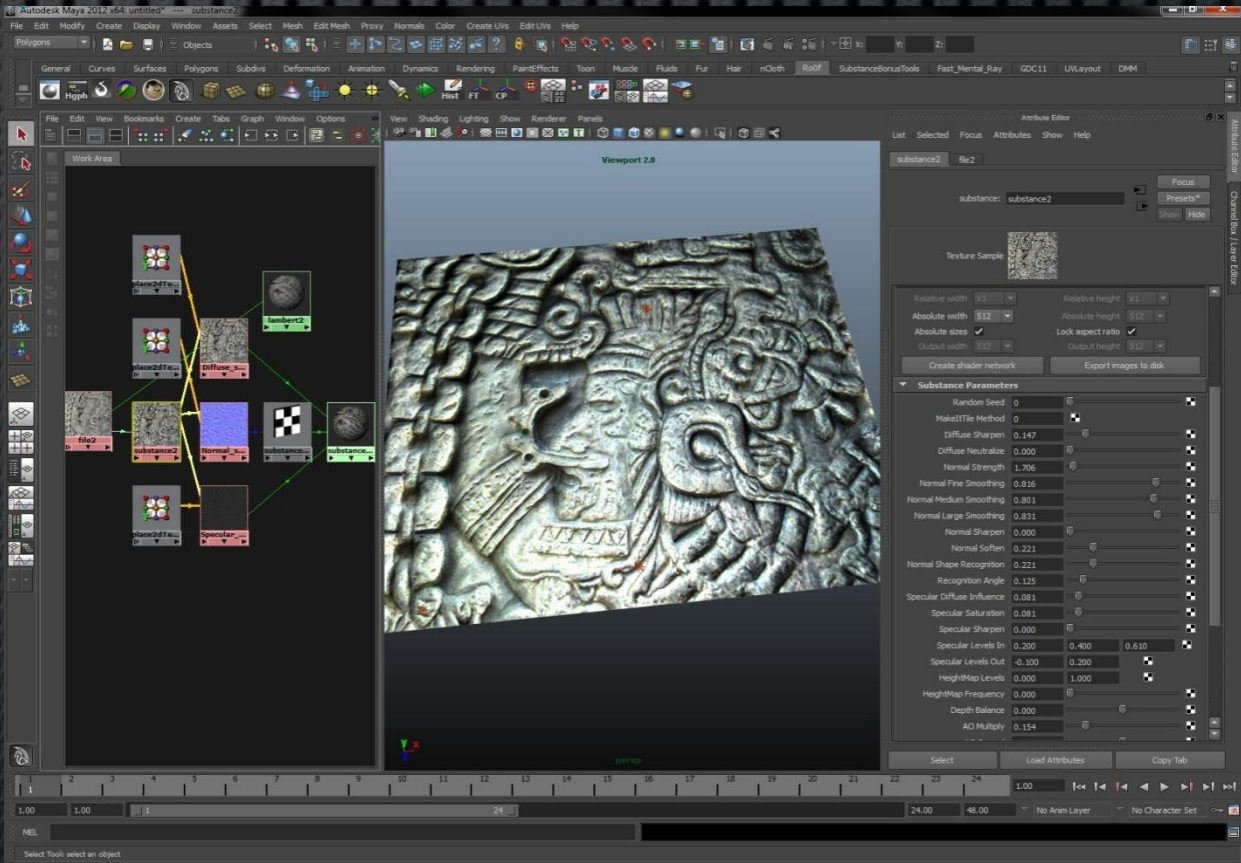 Autodesk Maya 2012 x64: untitled* --- substance2
File Edit Modify Create Display Window Assets Select Mesh Edit Mesh Proxy Normals Color Create UVs Edit UVs Help
Polygons Objects X: Y: Z:
General Curves Surfaces Polygons Subdivs Deformation Animation Dynamics Rendering PaintEffects Toon Muscle Fluids Fur Hair nCloth Ro0f SubstanceBonusTools Fast_Mental_Ray GDC11 UVLayout DMM
Hgph Hist FT CP
File Edit View Bookmarks Create Tabs Graph Window Options
Work Area
place2dTe...
lambert2
place2dTe...
Diffuse_s...
file2
substance2
Normal_s...
substance...
substance...
place2dTe...
Specular_...
View Shading Lighting Show Renderer Panels
Viewport 2.0
persp
y x
Attribute Editor
List Selected Focus Attributes Show Help
substance2 file2
substance: substance2
Focus
Presets*
Show Hide
Texture Sample
Relative width x1 Relative height x1
Absolute width 512 Absolute height 512
Absolute sizes Lock aspect ratio
Output width 512 Output height 512
Create shader network Export images to disk
Substance Parameters
Random Seed 0
MakeItTile Method 0
Diffuse Sharpen 0.147
Diffuse Neutralize 0.000
Normal Strength 1.706
Normal Fine Smoothing 0.816
Normal Medium Smoothing 0.801
Normal Large Smoothing 0.831
Normal Sharpen 0.000
Normal Soften 0.221
Normal Shape Recognition 0.221
Recognition Angle 0.125
Specular Diffuse Influence 0.081
Specular Saturation 0.081
Specular Sharpen 0.000
Specular Levels In 0.200 0.400 0.610
Specular Levels Out -0.100 0.200
HeightMap Levels 0.000 1.000
HeightMap Frequency 0.000
Depth Balance 0.000
AO Multiply 0.154
Select Load Attributes Copy Tab
Attribute Editor
Channel Box / Layer Editor
1 2 3 4 5 6 7 8 9 10 11 12 13 14 15 16 17 18 19 20 21 22 23 24
1 1.00
1.00 1.00 1 24 24.00 48.00 No Anim Layer No Character Set
MEL
Select Tool: select an object